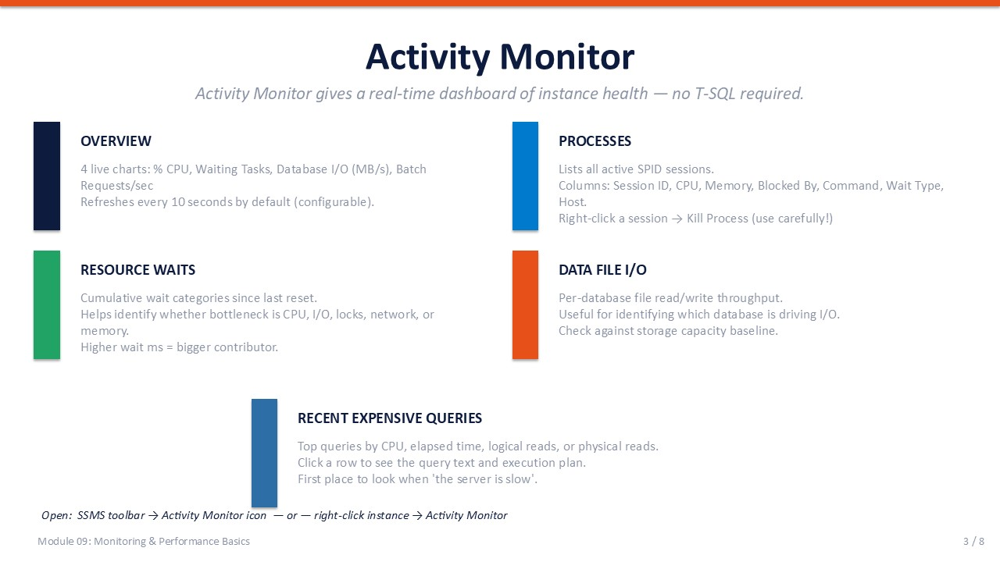 Activity Monitor
Activity Monitor gives a real-time dashboard of instance health — no T-SQL required.
OVERVIEW
4 live charts: % CPU, Waiting Tasks, Database I/O (MB/s), Batch
Requests/sec
Refreshes every 10 seconds by default (configurable).
PROCESSES
Lists all active SPID sessions.
Columns: Session ID, CPU, Memory, Blocked By, Command, Wait Type,
Host.
Right-click a session → Kill Process (use carefully!)
RESOURCE WAITS
Cumulative wait categories since last reset.
Helps identify whether bottleneck is CPU, I/O, locks, network, or
memory.
Higher wait ms = bigger contributor.
DATA FILE I/O
Per-database file read/write throughput.
Useful for identifying which database is driving I/O.
Check against storage capacity baseline.
RECENT EXPENSIVE QUERIES
Top queries by CPU, elapsed time, logical reads, or physical reads.
Click a row to see the query text and execution plan.
First place to look when 'the server is slow'.
Open:  SSMS toolbar → Activity Monitor icon  — or — right-click instance → Activity Monitor
Module 09: Monitoring & Performance Basics
3 / 8